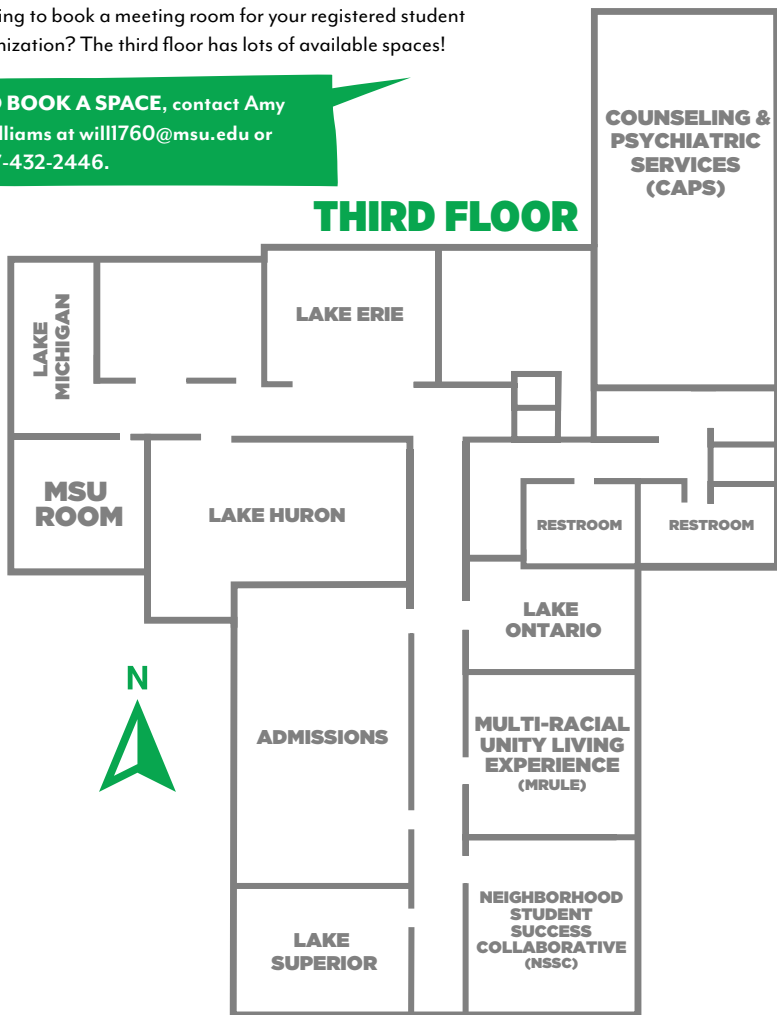 ing to book a meeting room for your registered student
nization? The third floor has lots of available spaces!
BOOK A SPACE, contact Amy
lliams at will1760@msu.edu or
-432-2446.
THIRD FLOOR
COUNSELING &
PSYCHIATRIC
SERVICES
(CAPS)
LAKE
MICHIGAN
LAKE ERIE
MSU
ROOM
LAKE HURON
RESTROOM
RESTROOM
LAKE
ONTARIO
N
ADMISSIONS
MULTI-RACIAL
UNITY LIVING
EXPERIENCE
(MRULE)
NEIGHBORHOOD
STUDENT
SUCCESS
COLLABORATIVE
(NSSC)
LAKE
SUPERIOR